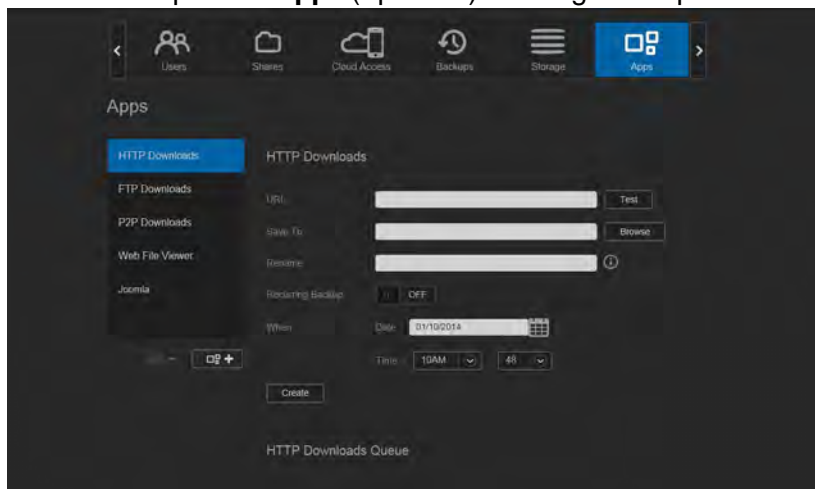 Users Shares Cloud Access Backups Storage Apps
Apps
HTTP Downloads
FTP Downloads
P2P Downloads
Web File Viewer
Joomla
HTTP Downloads
URL Test
Save To Browse
Rename
Recurring Backup OFF
When Date 01/10/2014
Time 10AM 48
Create
HTTP Downloads Queue